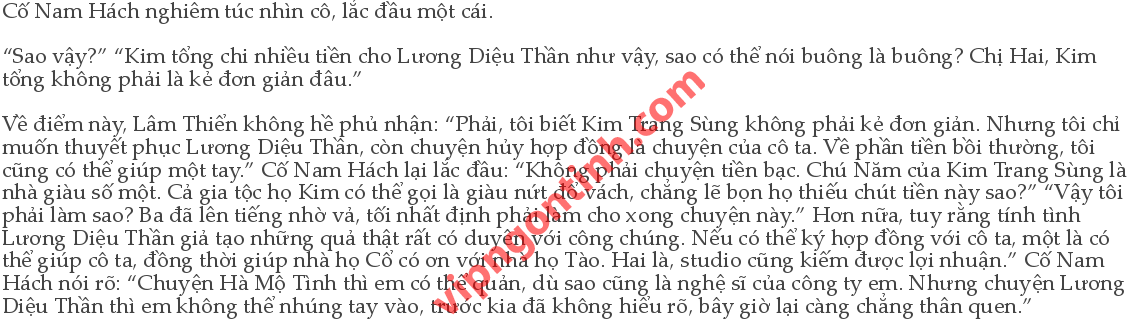 Cố Nam Hách nghiêm túc nhìn cô, lắc đầu một cái.
“Sao vậy?” “Kim tổng chi nhiều tiền cho Lương Diệu Thần như vậy, sao có thể nói buông là buông? Chị Hai, Kim
tổng không phải là kẻ đơn giản đâu.”
Về điểm này, Lâm Thiển không hề phủ nhận: “Phải, tôi biết Kim Trang Sùng không phải kẻ đơn giản. Nhưng tôi chỉ
muốn thuyết phục Lương Diệu Thần, còn chuyện hủy hợp đồng là chuyện của cô ta. Về phần tiền bồi thường, tôi
cũng có thể giúp một tay.” Cố Nam Hách lại lắc đầu: “Không phải chuyện tiền bạc. Chú Năm của Kim Trang Sùng là
nhà giàu số một. Cả gia tộc họ Kim có thể gọi là giàu nứt đố vách, chẳng lẽ bọn họ thiếu chút tiền này sao?” “Vậy tôi
phải làm sao? Ba đã lên tiếng nhờ vả, tối nhất định phải làm cho xong chuyện này.” Hơn nữa, tuy rằng tính tình
Lương Diệu Thần giả tạo những quả thật rất có duyên với công chúng. Nếu có thể ký hợp đồng với cô ta, một là có
thể giúp cô ta, đồng thời giúp nhà họ Cổ có ơn với nhà họ Tào. Hai là, studio cũng kiếm được lợi nhuận.” Cố Nam
Hách nói rõ: “Chuyện Hà Mộ Tình thì em có thể quản, dù sao cũng là nghệ sĩ của công ty em. Nhưng chuyện Lương
Diệu Thần thì em không thể nhúng tay vào, trước kia đã không hiểu rõ, bây giờ lại càng chẳng thân quen.”
vipngontinh.com